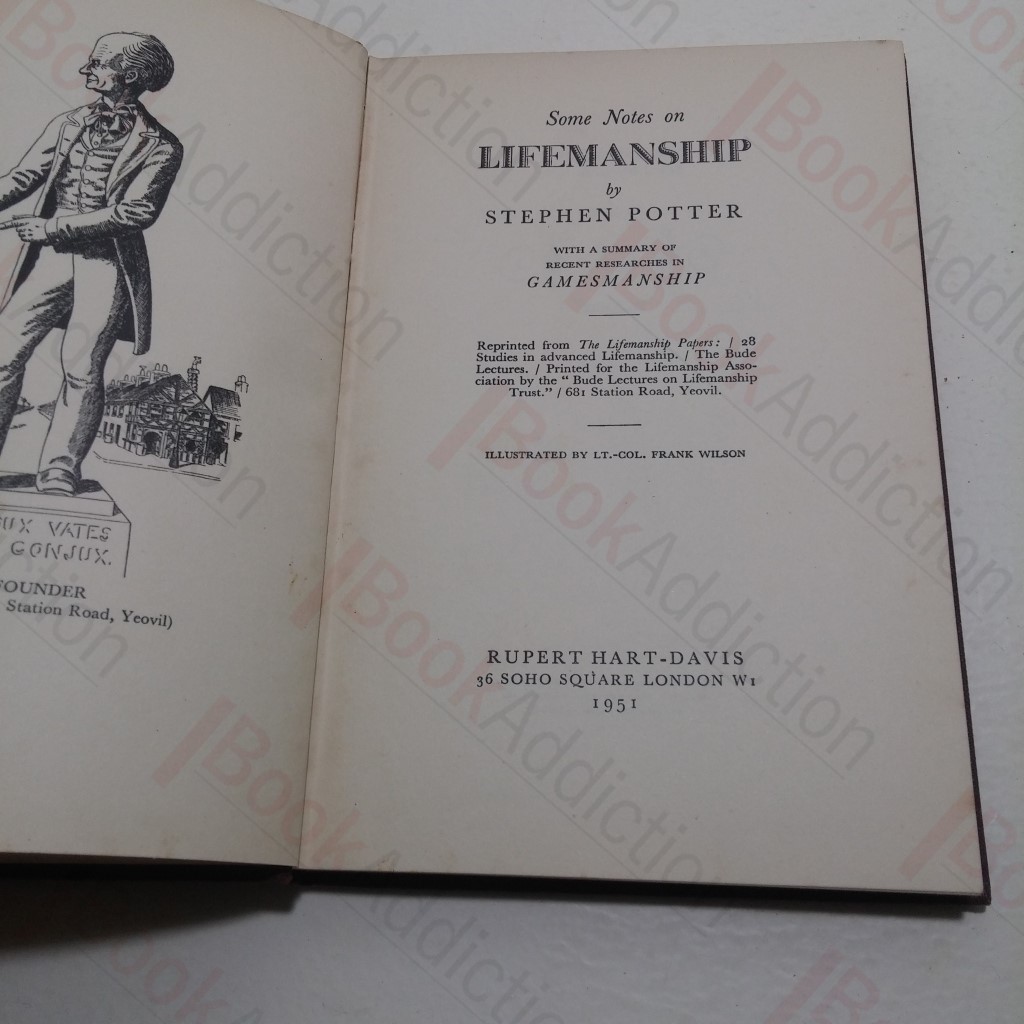 UX VATES
GONJUX.
FOUNDER
Station Road, Yeovil)
Some Notes on
LIFEMANSHIP
by
STEPHEN POTTER
WITH A SUMMARY OF
RECENT RESEARCHES IN
GAMESMANSHIP
Reprinted from The Lifemanship Papers: / 28
Studies in advanced Lifemanship. / The Bude
Lectures. / Printed for the Lifemanship Asso-
ciation by the “ Bude Lectures on Lifemanship
Trust.” / 681 Station Road, Yeovil.
ILLUSTRATED BY LT.-COL. FRANK WILSON
RUPERT HART-DAVIS
36 SOHO SQUARE LONDON W1
1951
BookAddiction